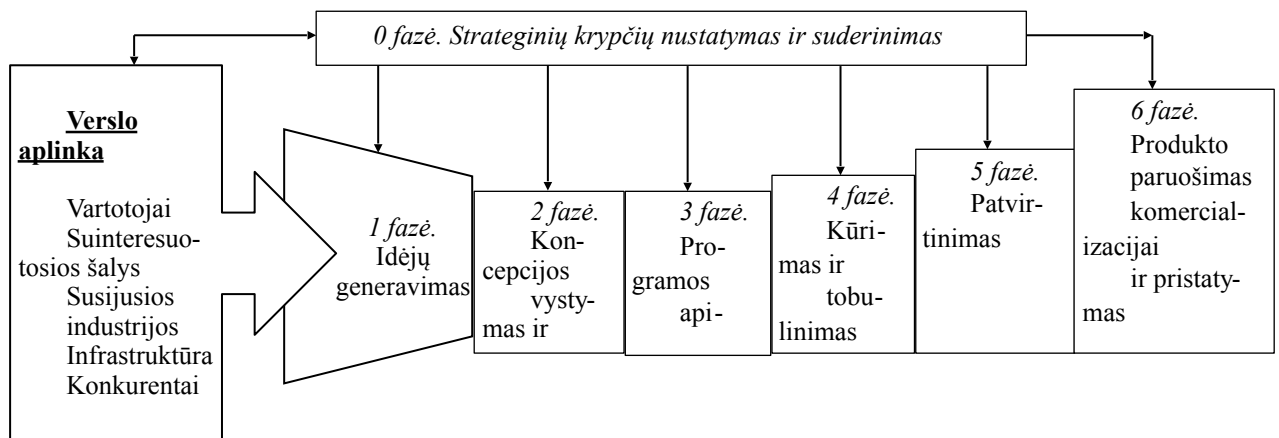 0 fazė. Strateginių krypčių nustatymas ir suderinimas
Verslo
aplinka
Vartotojai
Suinteresuo-
tosios šalys
Susijusios
industrijos
Infrastruktūra
Konkurentai
1 fazė.
Idėjų
generavimas
2 fazė.
Kon-
cepcijos
vysty-
mas ir
3 fazė.
Pro-
gramos
api-
4 fazė.
Kūri-
mas ir
tobu-
linimas
5 fazė.
Patvir-
tinimas
6 fazė.
Produkto
paruošimas
komercial-
izacijai
ir pristaty-
mas